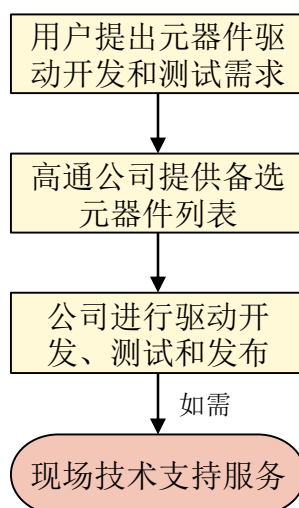 用户提出元器件驱
动开发和测试需求
高通公司提供备选
元器件列表
公司进行驱动开
发、测试和发布
如需
现场技术支持服务